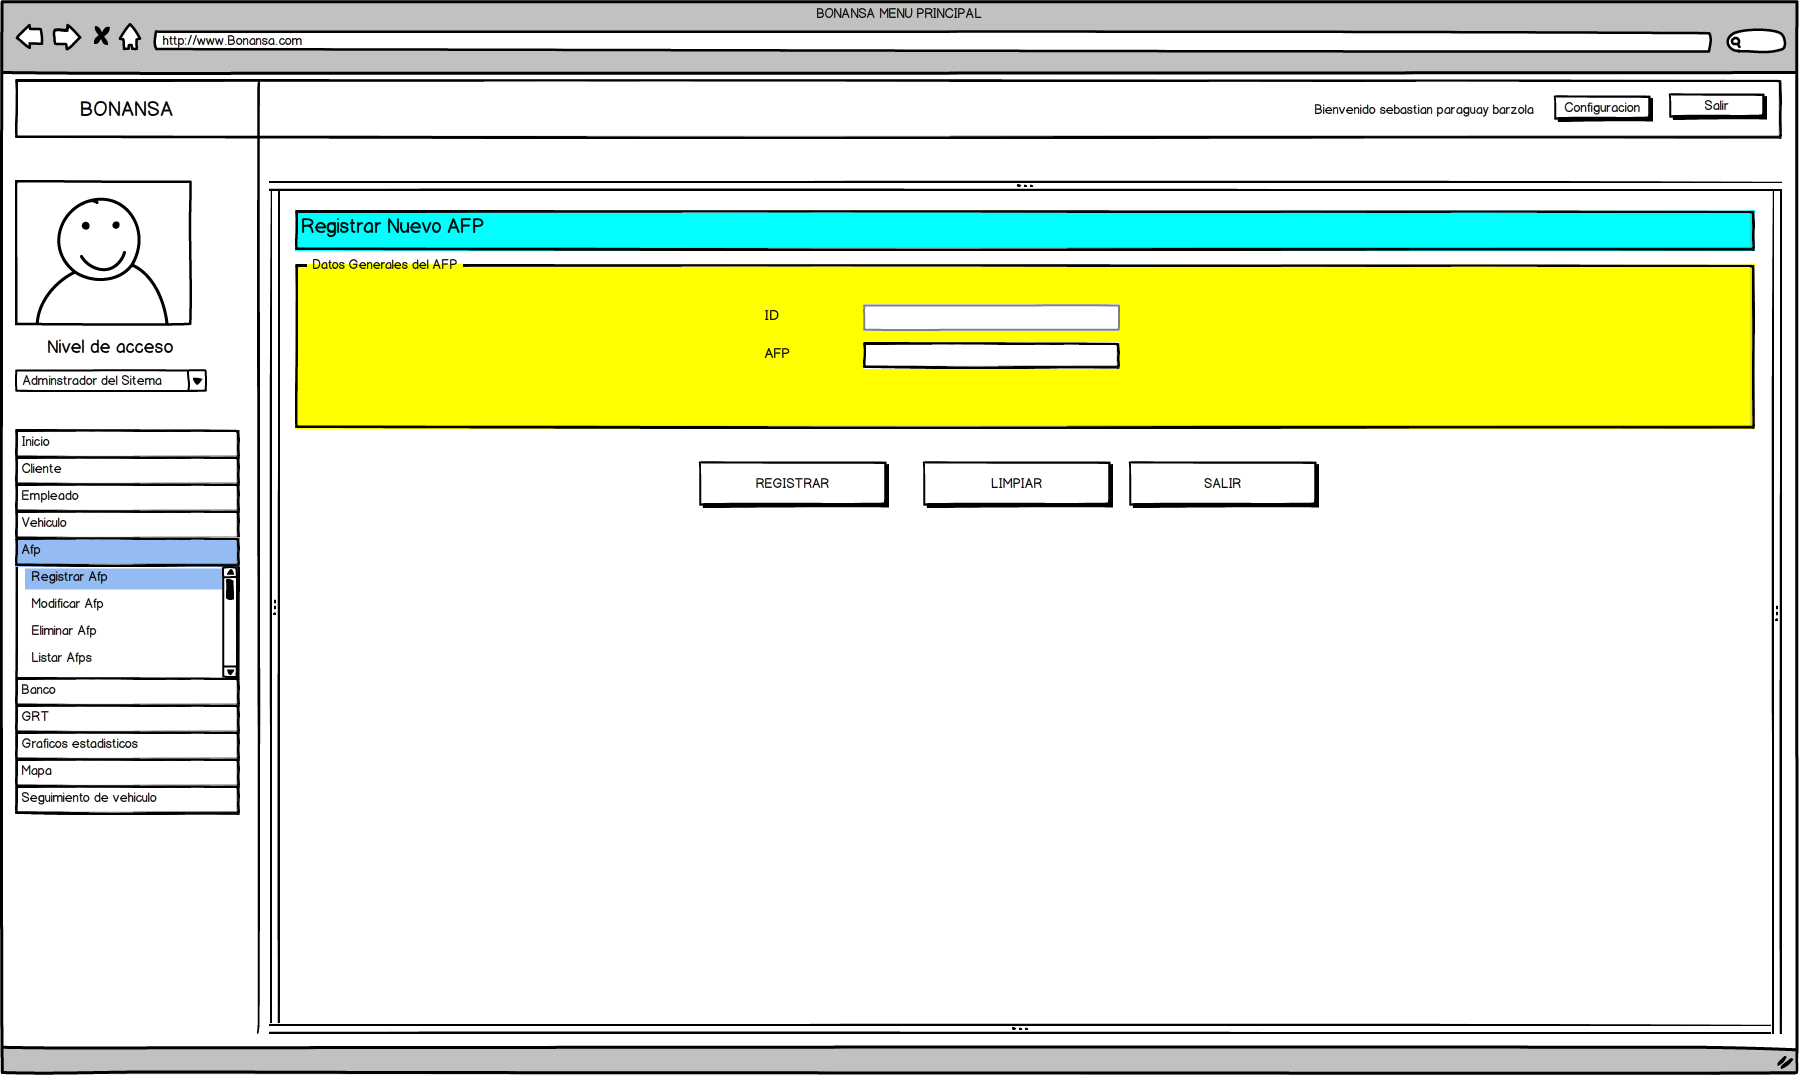 BONANSA MENU PRINCIPAL
http://www.Bonansa.com
BONANSA
Bienvenido sebastian paraguay barzola
Configuracion
Salir
Nivel de acceso
Adminstrador del Sitema
Inicio
Cliente
Empleado
Vehiculo
Afp
Registrar Afp
Modificar Afp
Eliminar Afp
Listar Afps
Banco
GRT
Graficos estadisticos
Mapa
Seguimiento de vehiculo
Registrar Nuevo AFP
Datos Generales del AFP
ID
AFP
REGISTRAR
LIMPIAR
SALIR